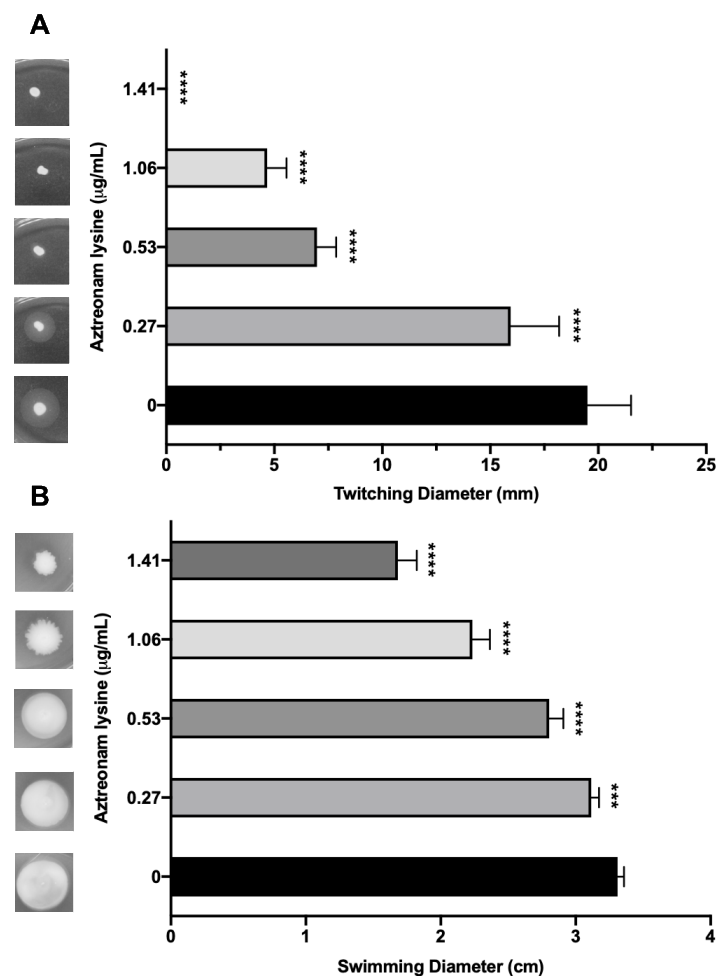 A
Aztreonam lysine (μg/mL)
1.41
****
1.06
****
0.53
****
0.27
****
0
0 5 10 15 20 25
Twitching Diameter (mm)
B
Aztreonam lysine (μg/mL)
1.41
****
1.06
****
0.53
****
0.27
***
0
0 1 2 3 4
Swimming Diameter (cm)